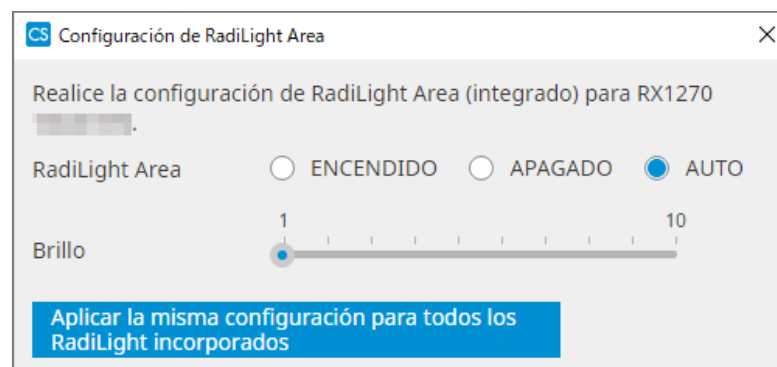 CS Configuración de RadiLight Area
Realice la configuración de RadiLight Area (integrado) para RX1270
.
RadiLight Area ENCENDIDO APAGADO AUTO
1 10
Brillo
Aplicar la misma configuración para todos los
RadiLight incorporados